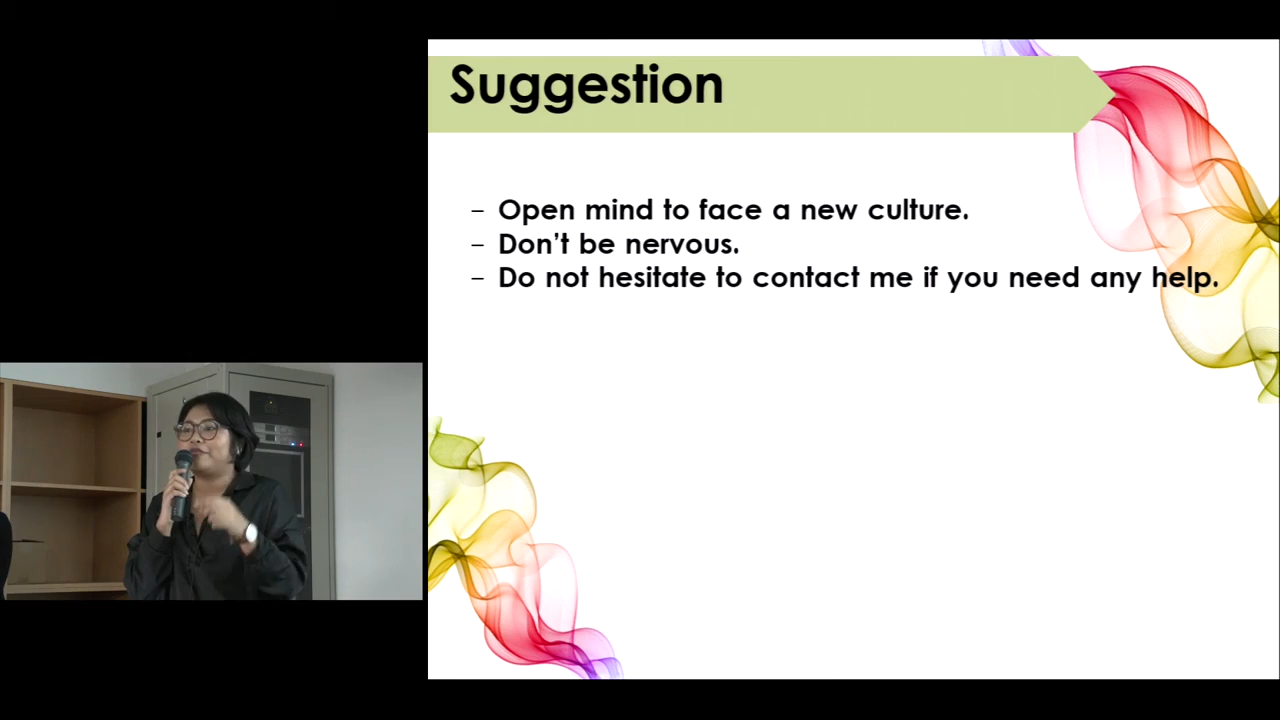 Suggestion
– Open mind to face a new culture.
– Don’t be nervous.
– Do not hesitate to contact me if you need any help.